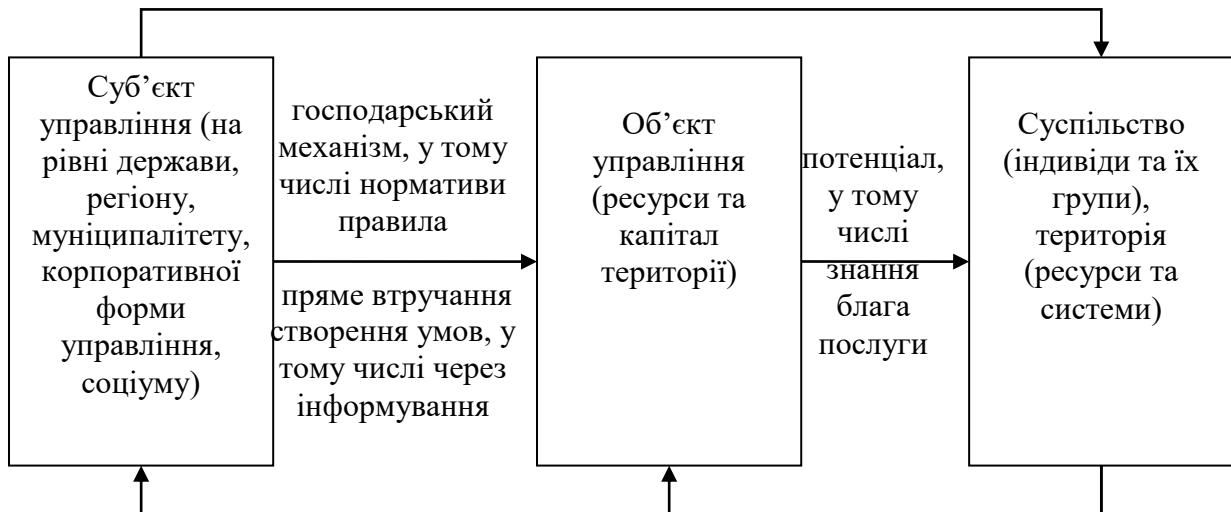 Суб’єкт
управління (на
рівні держави,
регіону,
муніципалітету,
корпоративної
форми
управління,
соціуму)
господарський
механізм, у тому
числі нормативи
правила
пряме втручання
створення умов, у
тому числі через
інформування
Об’єкт
управління
(ресурси та
капітал
території)
потенціал,
у тому
числі
знання
блага
послуги
Суспільство
(індивіди та їх
групи),
територія
(ресурси та
системи)